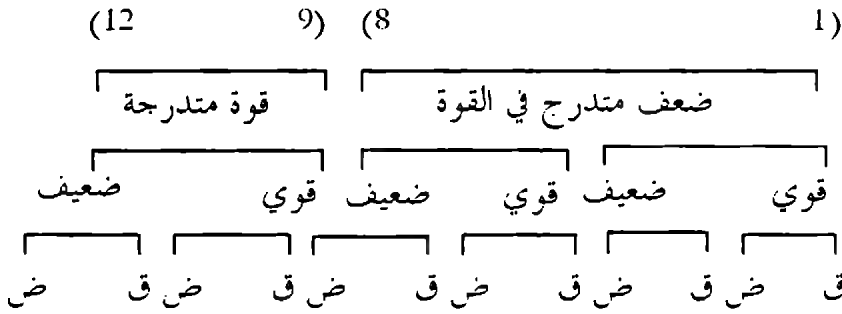 (1 8) (9 12)
ضعف متدرج في القوة قوة متدرجة
قوي ضعيف قوي ضعيف قوي ضعيف
ق ض ق ض ق ض ق ض ق ض ق ض